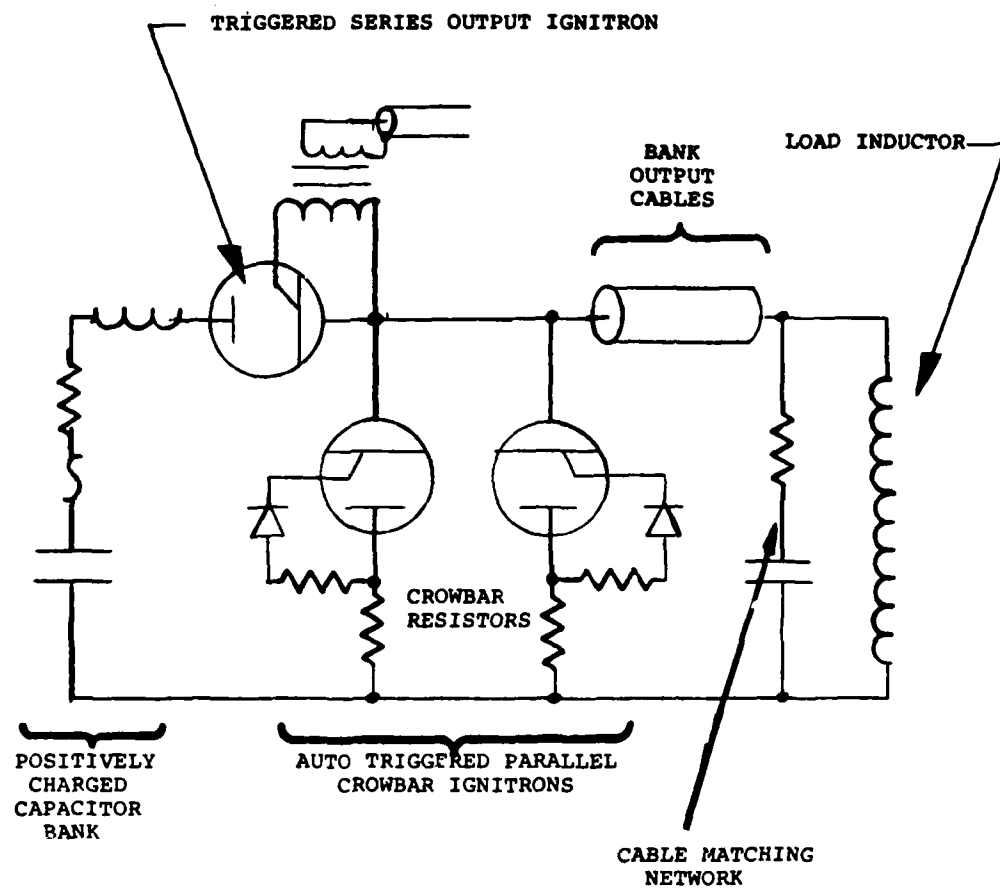 TRIGGERED SERIES OUTPUT IGNITRON
LOAD INDUCTOR
BANK
OUTPUT
CABLES
CROWBAR
RESISTORS
POSITIVELY
CHARGED
CAPACITOR
BANK
AUTO TRIGGERED PARALLEL
CROWBAR IGNITRONS
CABLE MATCHING
NETWORK